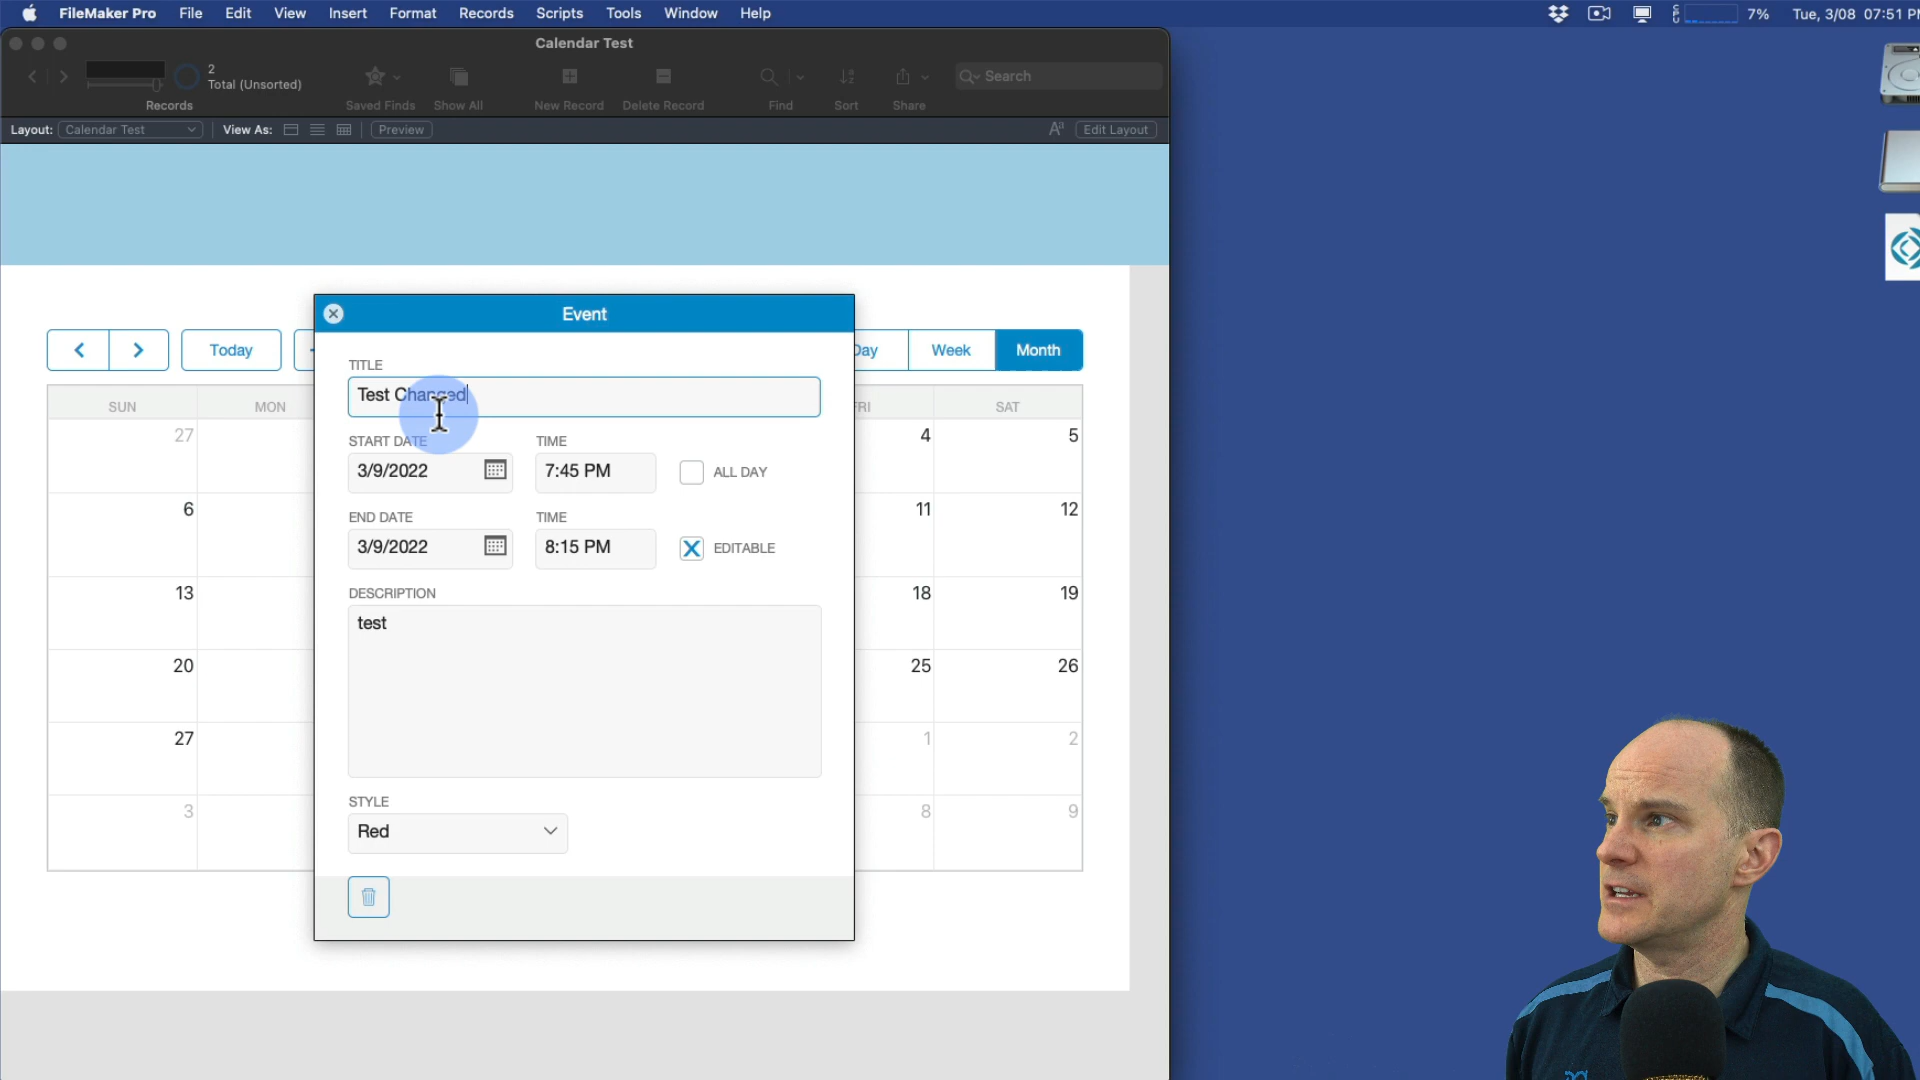 FileMaker Pro File Edit View Insert Format Records Scripts Tools Window Help
7% Tue, 3/08 07:51
Calendar Test
2
Total (Unsorted)
Search
Records Saved Finds Show All New Record Delete Record Find Sort Share
Layout: Calendar Test View As: Preview Edit Layout
Event
Today Day Week Month
TITLE
Test Changed
SUN MON FRI SAT
START DATE TIME
27 4 5
3/9/2022 7:45 PM ALL DAY
6 11 12
END DATE TIME
3/9/2022 8:15 PM EDITABLE
DESCRIPTION
13 18 19
test
20 25 26
27 1 2
STYLE
3 8 9
Red